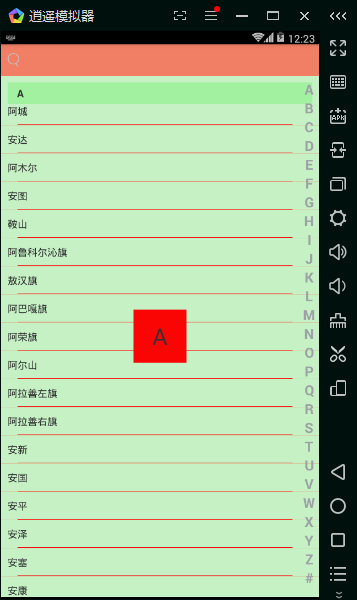 逍遥模拟器
12:23
A
阿城
安达
阿木尔
安图
鞍山
阿鲁科尔沁旗
敖汉旗
阿巴嘎旗
阿荣旗
阿尔山
阿拉善左旗
阿拉善右旗
安新
安国
安平
安泽
安塞
安康
A
A
B
C
D
E
F
G
H
I
J
K
L
M
N
O
P
Q
R
S
T
U
V
W
X
Y
Z
#
APK